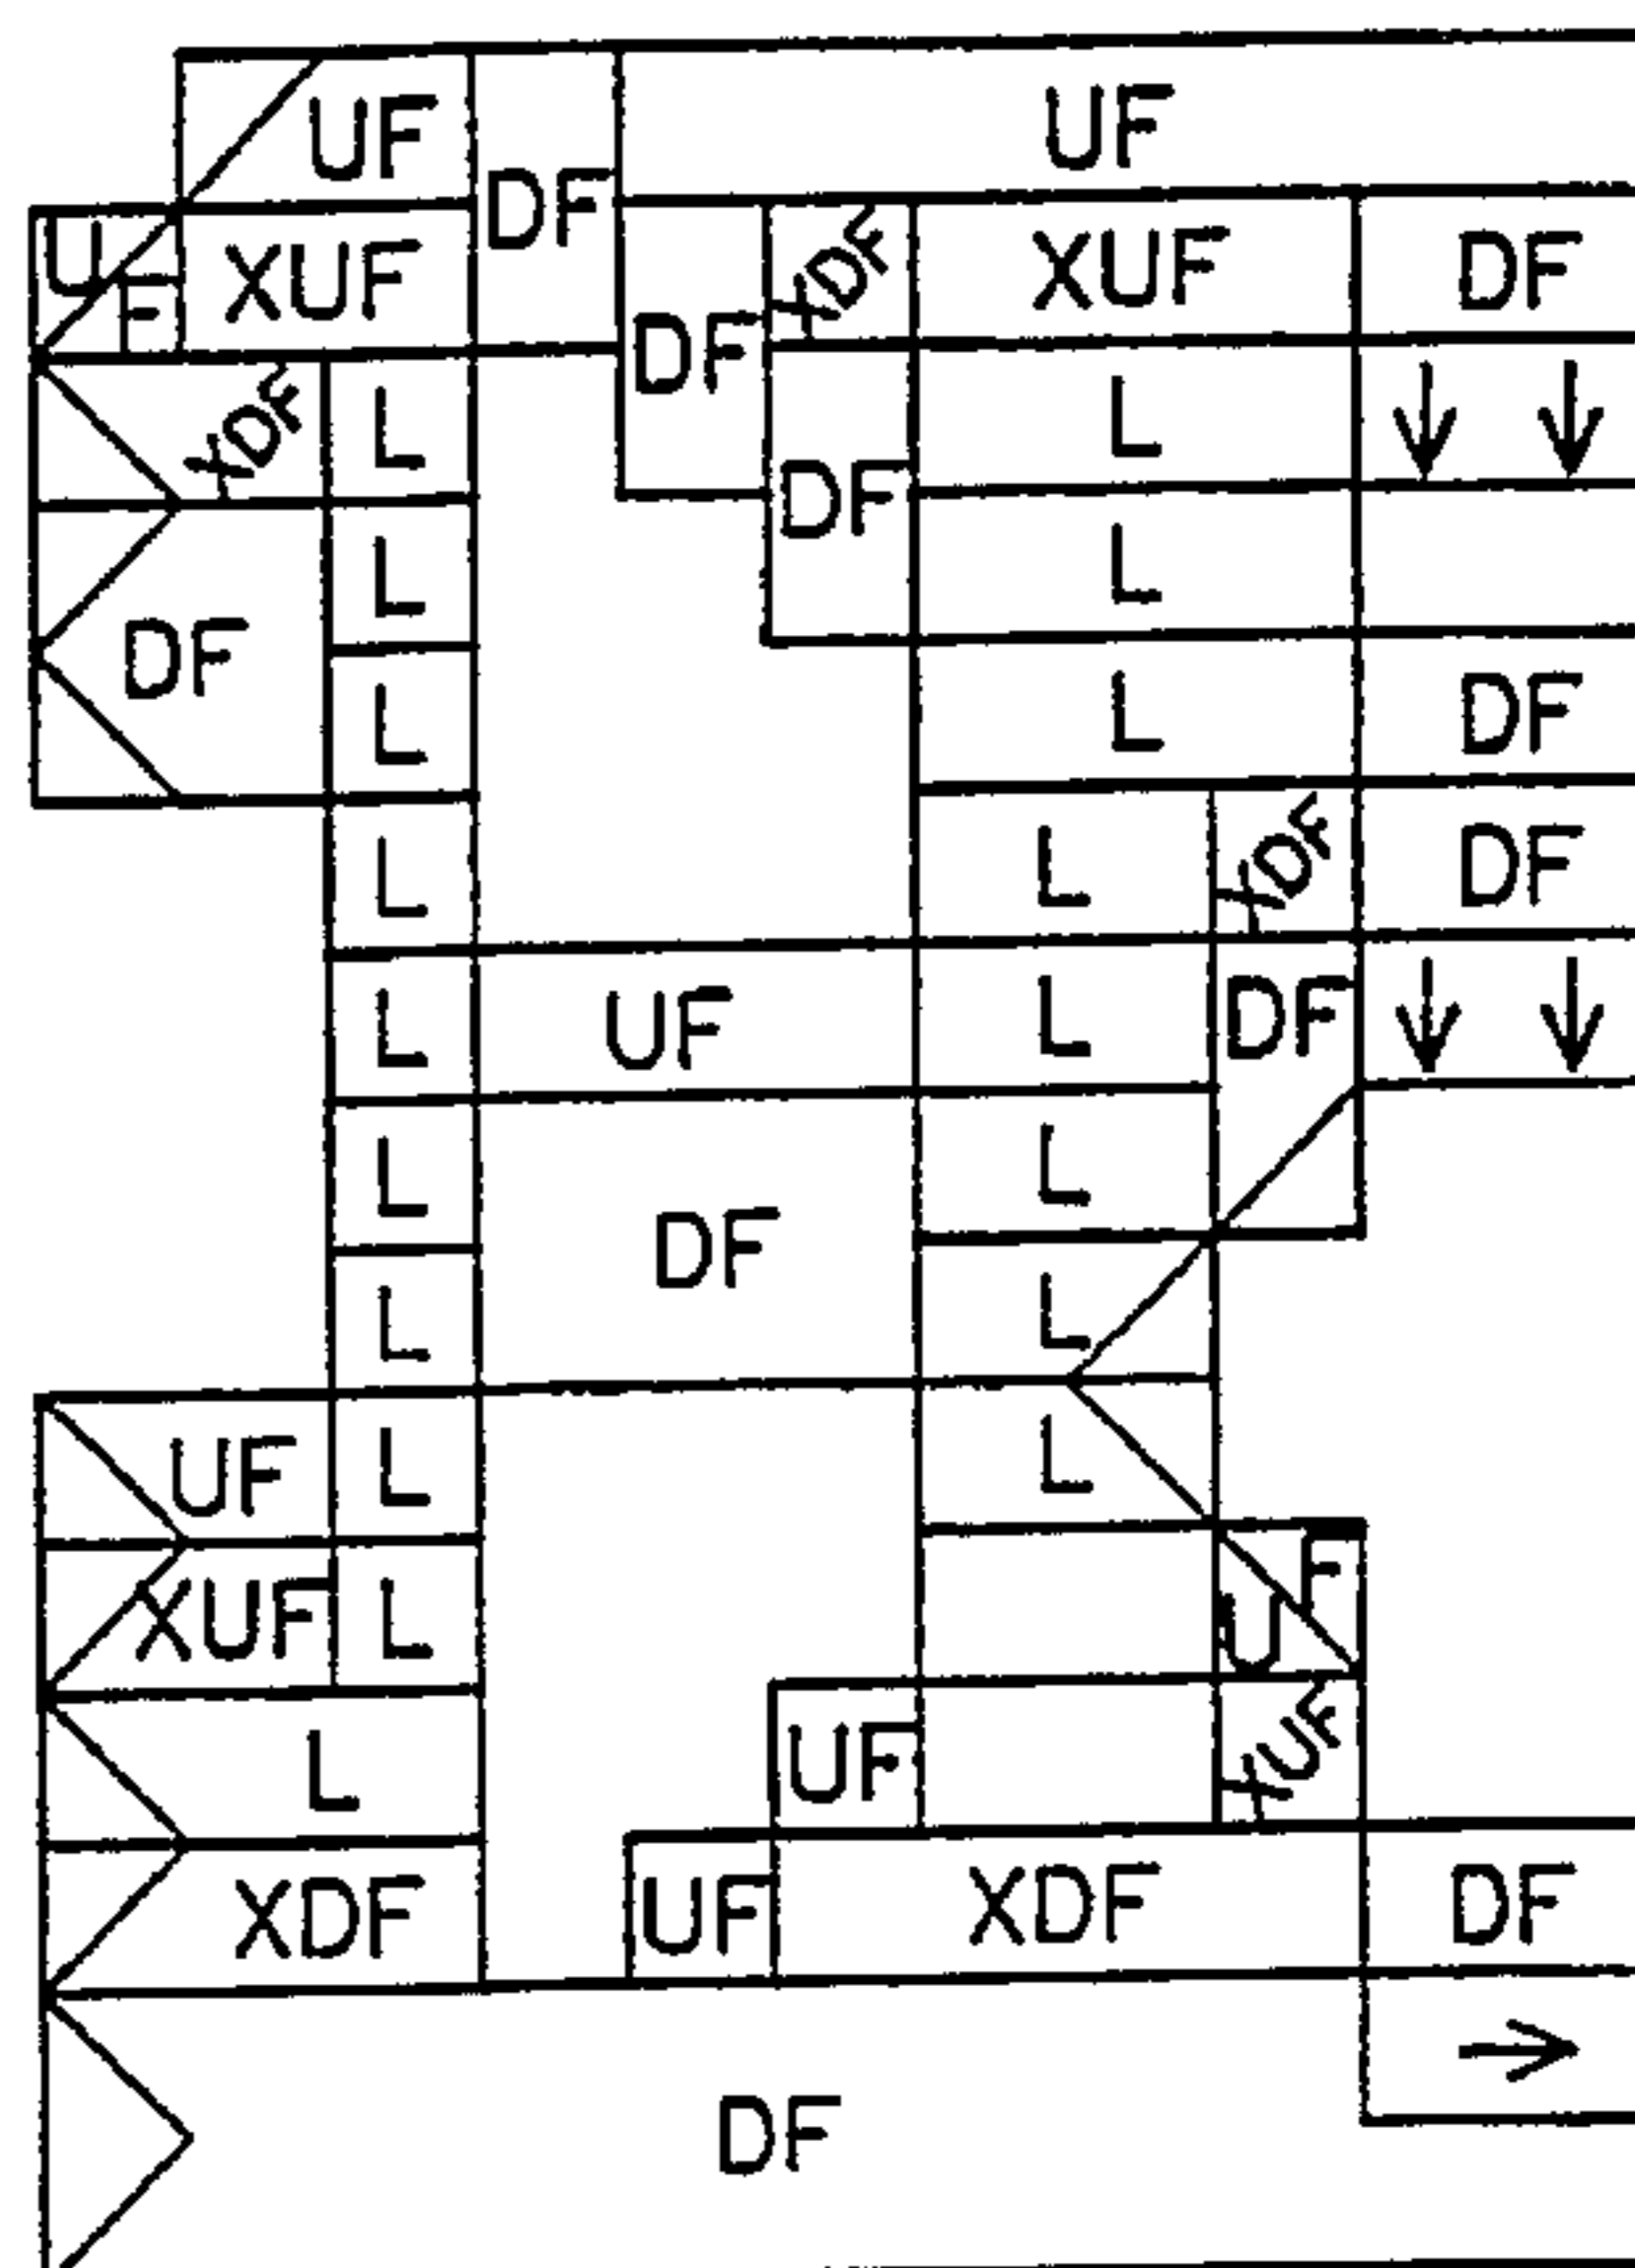 UF UF
DF
UF XUF XDF XUF DF
DF
XDF L L ↓ ↓
DF
L L
DF
L L DF
L L XDF DF
L UF L DF ↓ ↓
L L
DF
L L
UF L L
XUF L UF
L UF XUF
XDF UF XDF DF
→
DF